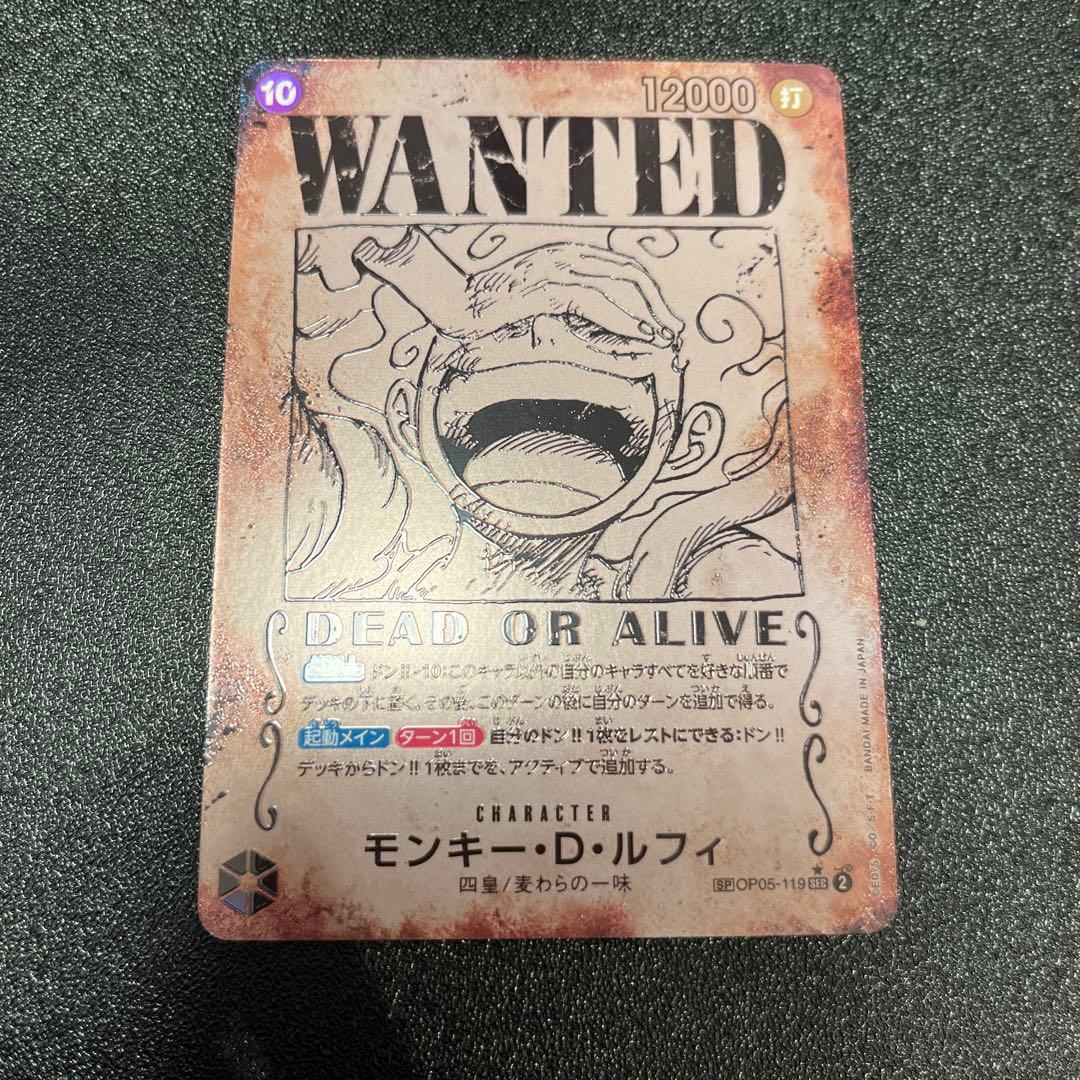 10
12000 打
WANTED
DEAD OR ALIVE
ドン!!-10:このキャラ以外の自分のキャラすべてを好きな順番で
デッキの下に置く。その後、このターンの後に自分のターンを追加で得る。
起動メイン ターン1回 自分のドン!!1枚をレストにできる:ドン!!
デッキからドン!!1枚までを、アクティブで追加する。
CHARACTER
モンキー・D・ルフィ
四皇/麦わらの一味
SP OP05-119 SEC ★ 2
BANDAI MADE IN JAPAN